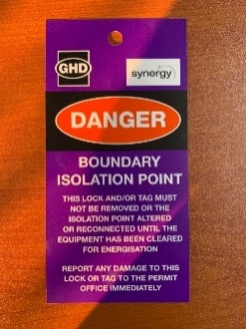 GHD
synergy
DANGER
BOUNDARY
ISOLATION POINT
THIS LOCK AND/OR TAG MUST
NOT BE REMOVED OR THE
ISOLATION POINT ALTERED
OR RECONNECTED UNTIL THE
EQUIPMENT HAS BEEN CLEARED
FOR ENERGISATION
REPORT ANY DAMAGE TO THIS
LOCK OR TAG TO THE PERMIT
OFFICE IMMEDIATELY